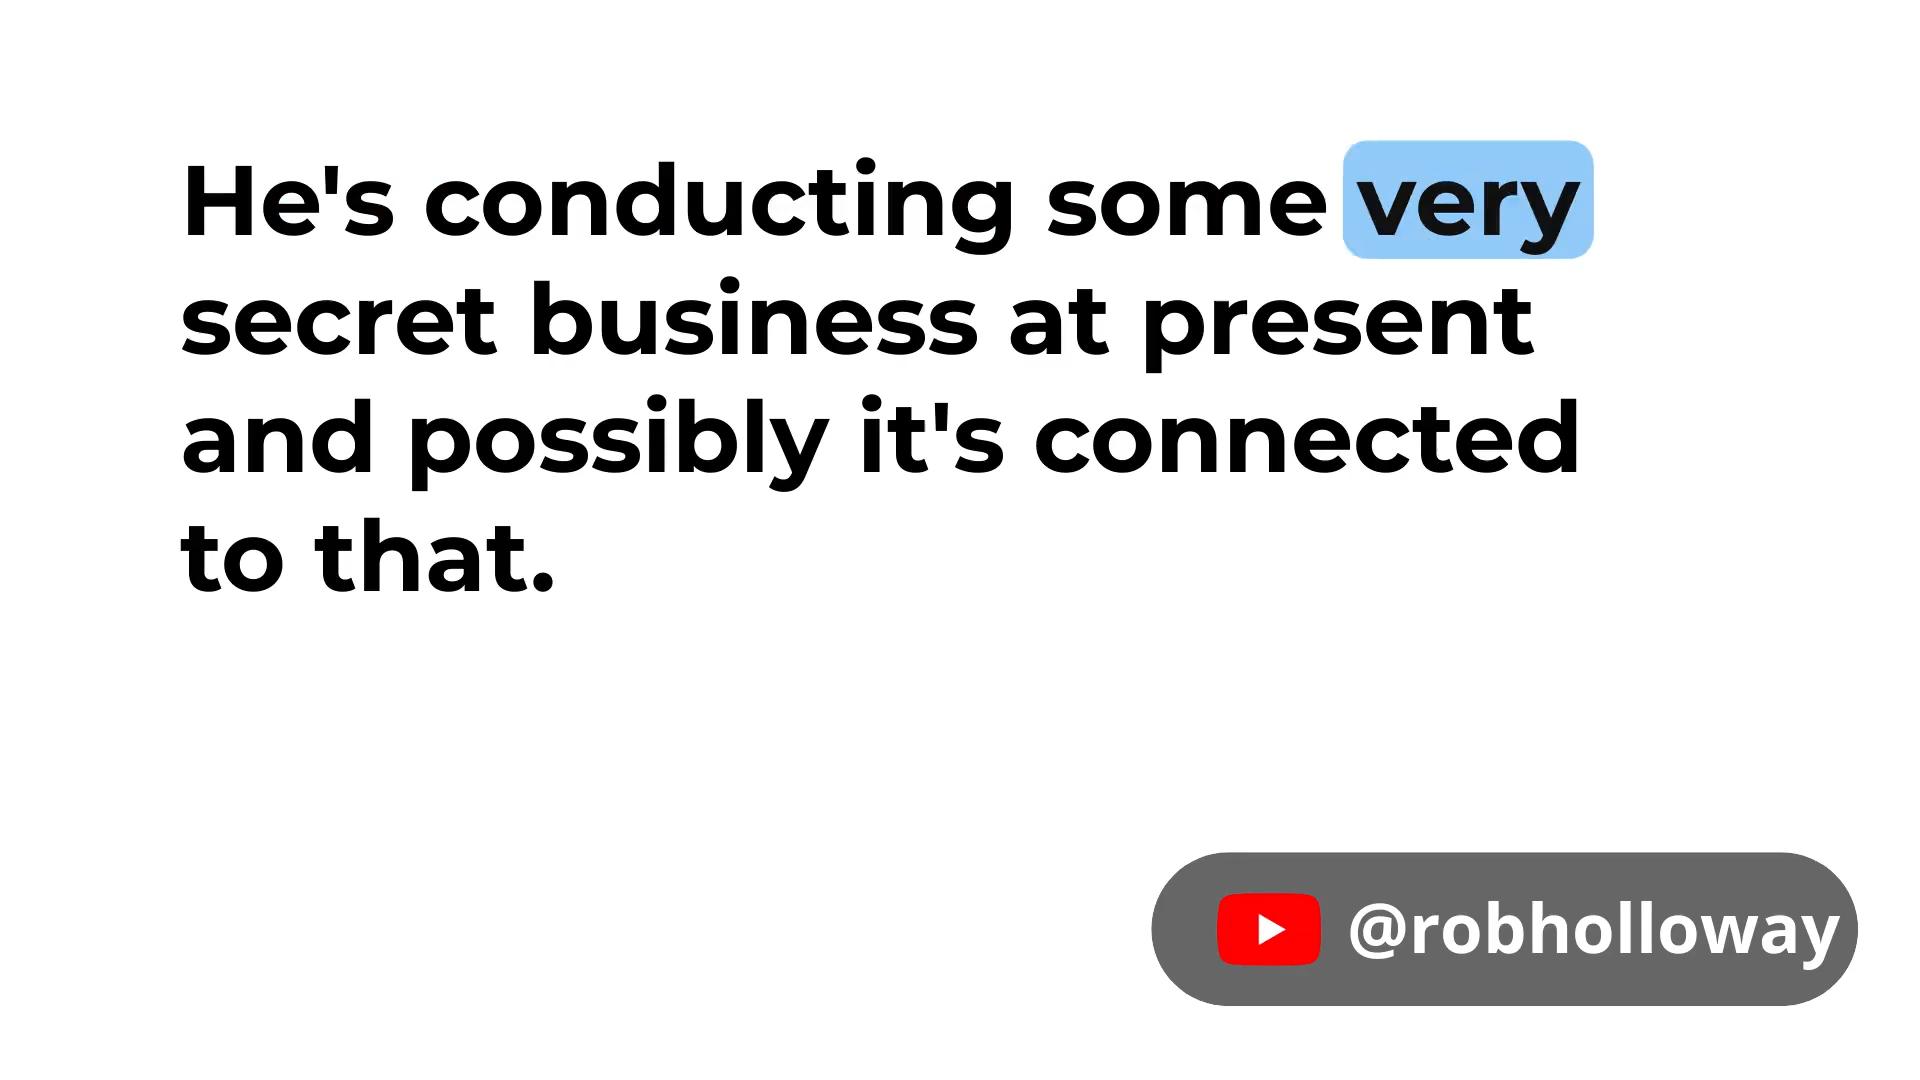 He's conducting some very
secret business at present
and possibly it's connected
to that.
@robholloway